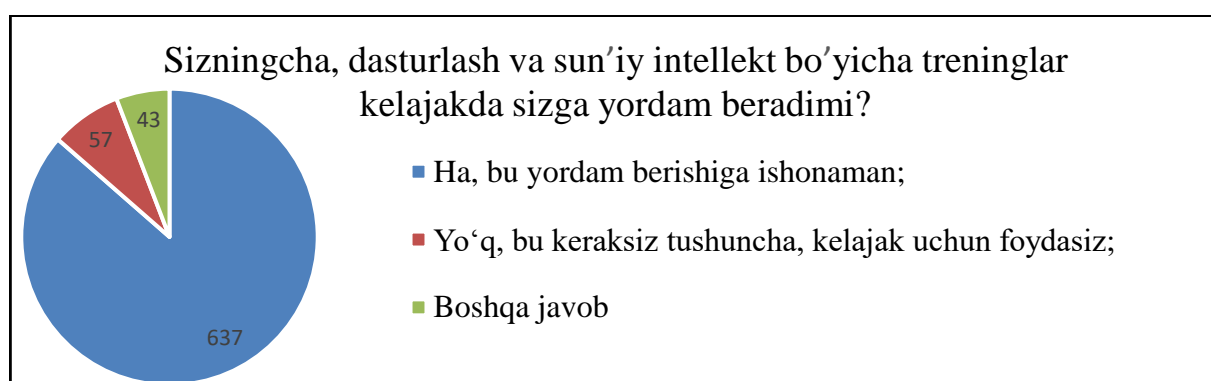 Sizningcha, dasturlash va sun′iy intellekt bo′yicha treninglar
kelajakda sizga yordam beradimi?
43
57
Ha, bu yordam berishiga ishonaman;
Yo‘q, bu keraksiz tushuncha, kelajak uchun foydasiz;
Boshqa javob
637